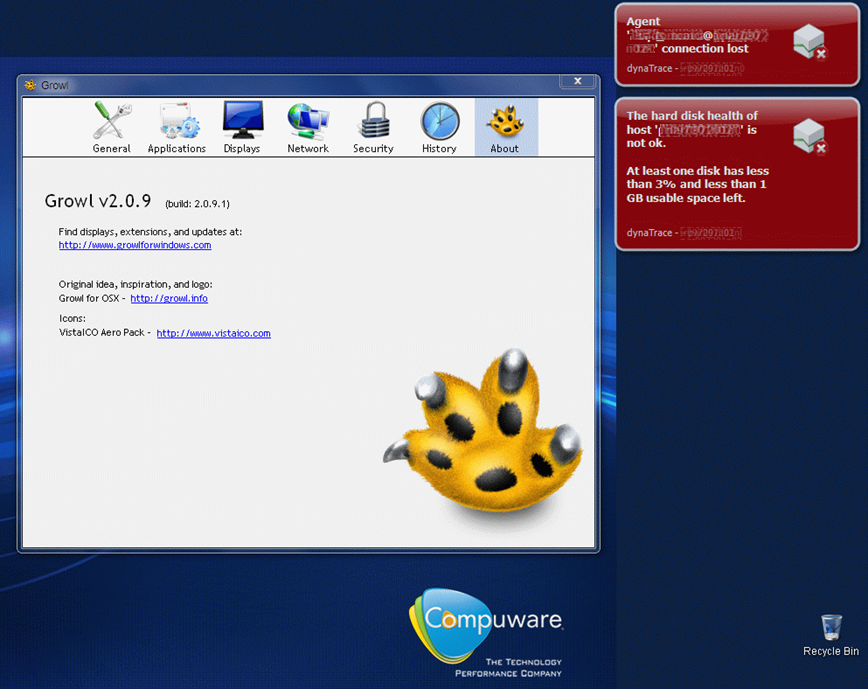 Growl
General Applications Displays Network Security History About
Growl v2.0.9 (build: 2.0.9.1)
Find displays, extensions, and updates at:
http://www.growlforwindows.com
Original idea, inspiration, and logo:
Growl for OSX - http://growl.info
Icons:
VistaICO Aero Pack - http://www.vistaico.com
Agent
connection lost
dynaTrace -
The hard disk health of
host ' ' is
not ok.
At least one disk has less
than 3% and less than 1
GB usable space left.
dynaTrace -
Compuware
The Technology
Performance Company
Recycle Bin